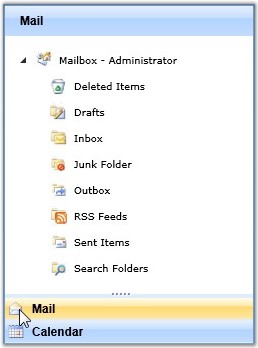 Mail
Mailbox - Administrator
Deleted Items
Drafts
Inbox
Junk Folder
Outbox
RSS Feeds
Sent Items
Search Folders
Mail
Calendar